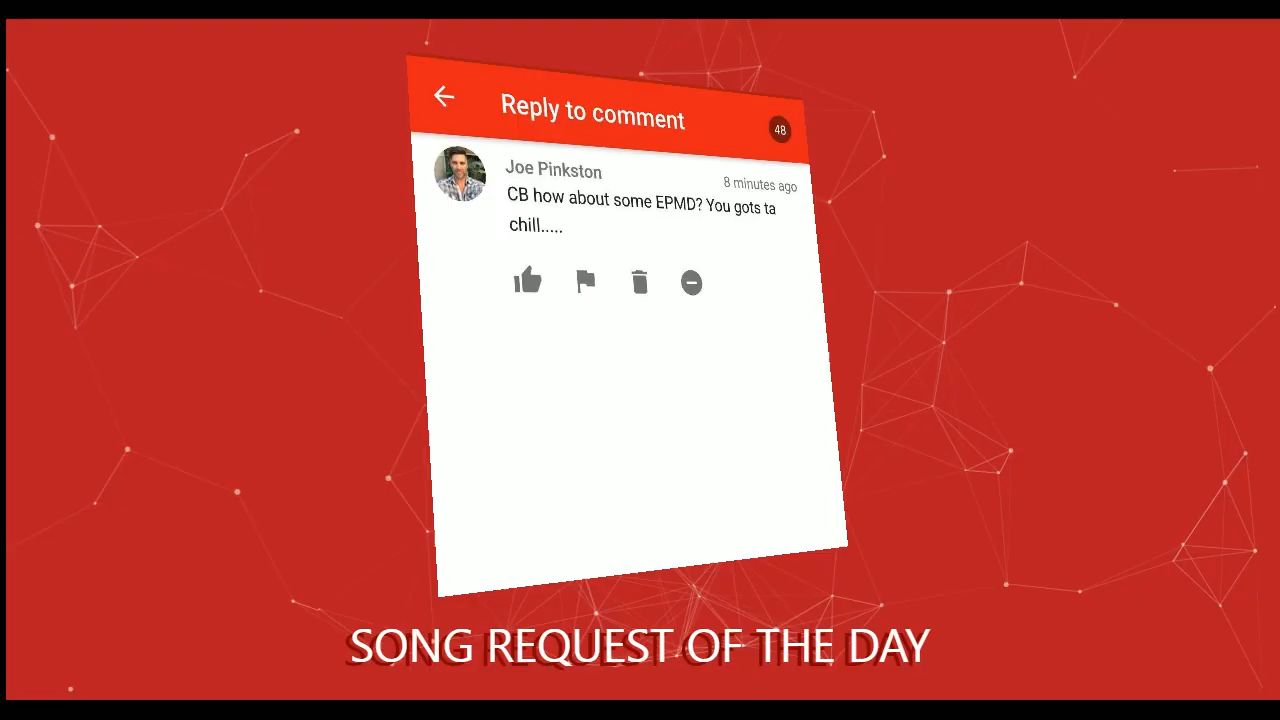 Reply to comment
48
Joe Pinkston
8 minutes ago
CB how about some EPMD? You gots ta
chill.....
SONG REQUEST OF THE DAY